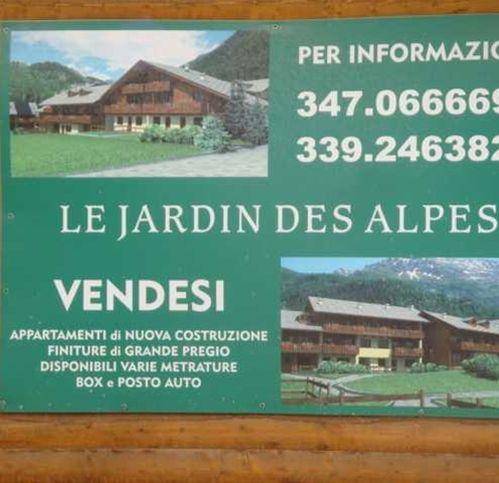 PER INFORMAZIO
347.066669
339.246382
LE JARDIN DES ALPES
VENDESI
APPARTAMENTI di NUOVA COSTRUZIONE
FINITURE di GRANDE PREGIO
DISPONIBILI VARIE METRATURE
BOX e POSTO AUTO